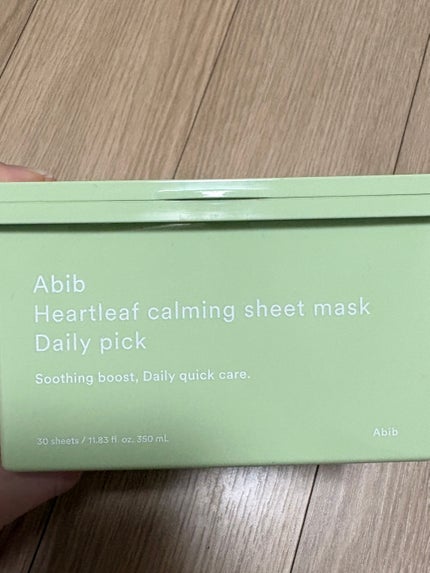 Abib
Heartleaf calming sheet mask
Daily pick
Soothing boost, Daily quick care.
30 sheets / 11.83 fl. oz. 350 mL
Abib